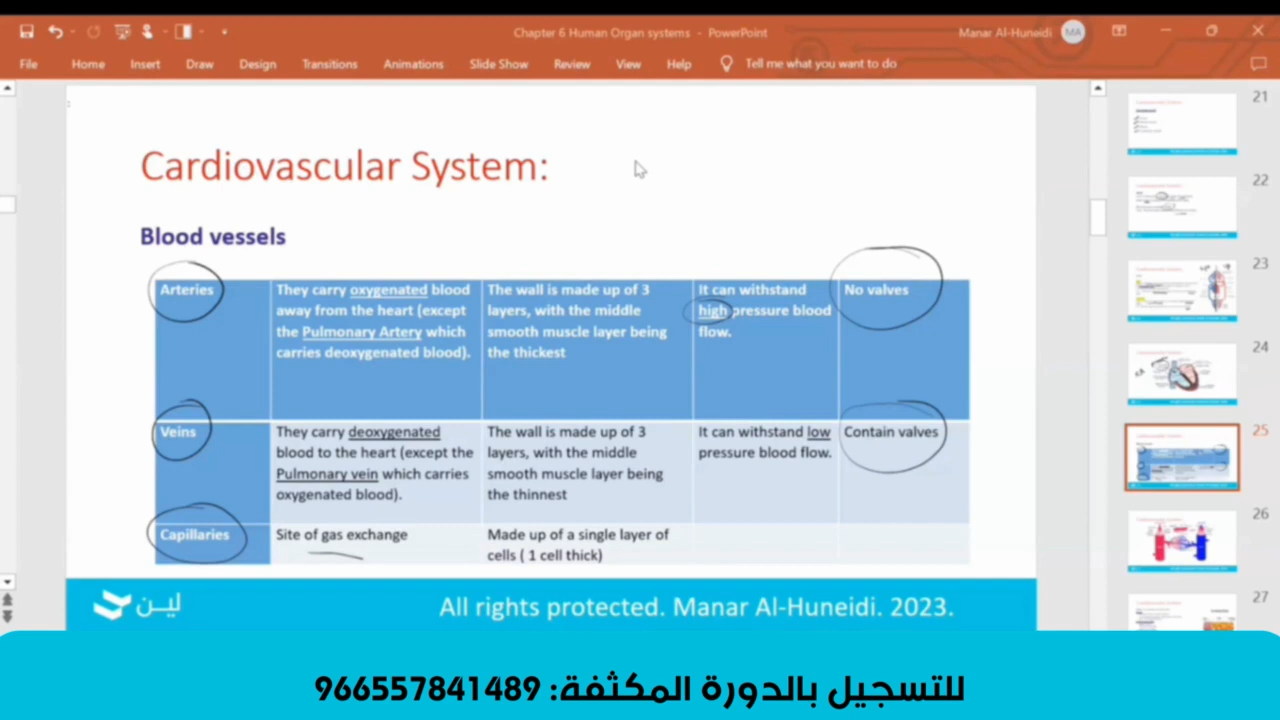 Chapter 6 Human Organ systems - PowerPoint
Manar Al-Huneidi
MA
File Home Insert Draw Design Transitions Animations Slide Show Review View Help Tell me what you want to do
Cardiovascular System:
Blood vessels
Arteries
They carry oxygenated blood
away from the heart (except
the Pulmonary Artery which
carries deoxygenated blood).
The wall is made up of 3
layers, with the middle
smooth muscle layer being
the thickest
It can withstand
high pressure blood
flow.
No valves
Veins
They carry deoxygenated
blood to the heart (except the
Pulmonary vein which carries
oxygenated blood).
The wall is made up of 3
layers, with the middle
smooth muscle layer being
the thinnest
It can withstand low
pressure blood flow.
Contain valves
Capillaries
Site of gas exchange
Made up of a single layer of
cells ( 1 cell thick)
لين
All rights protected. Manar Al-Huneidi. 2023.
21
22
23
24
25
26
27
للتسجيل بالدورة المكثفة: 966557841489